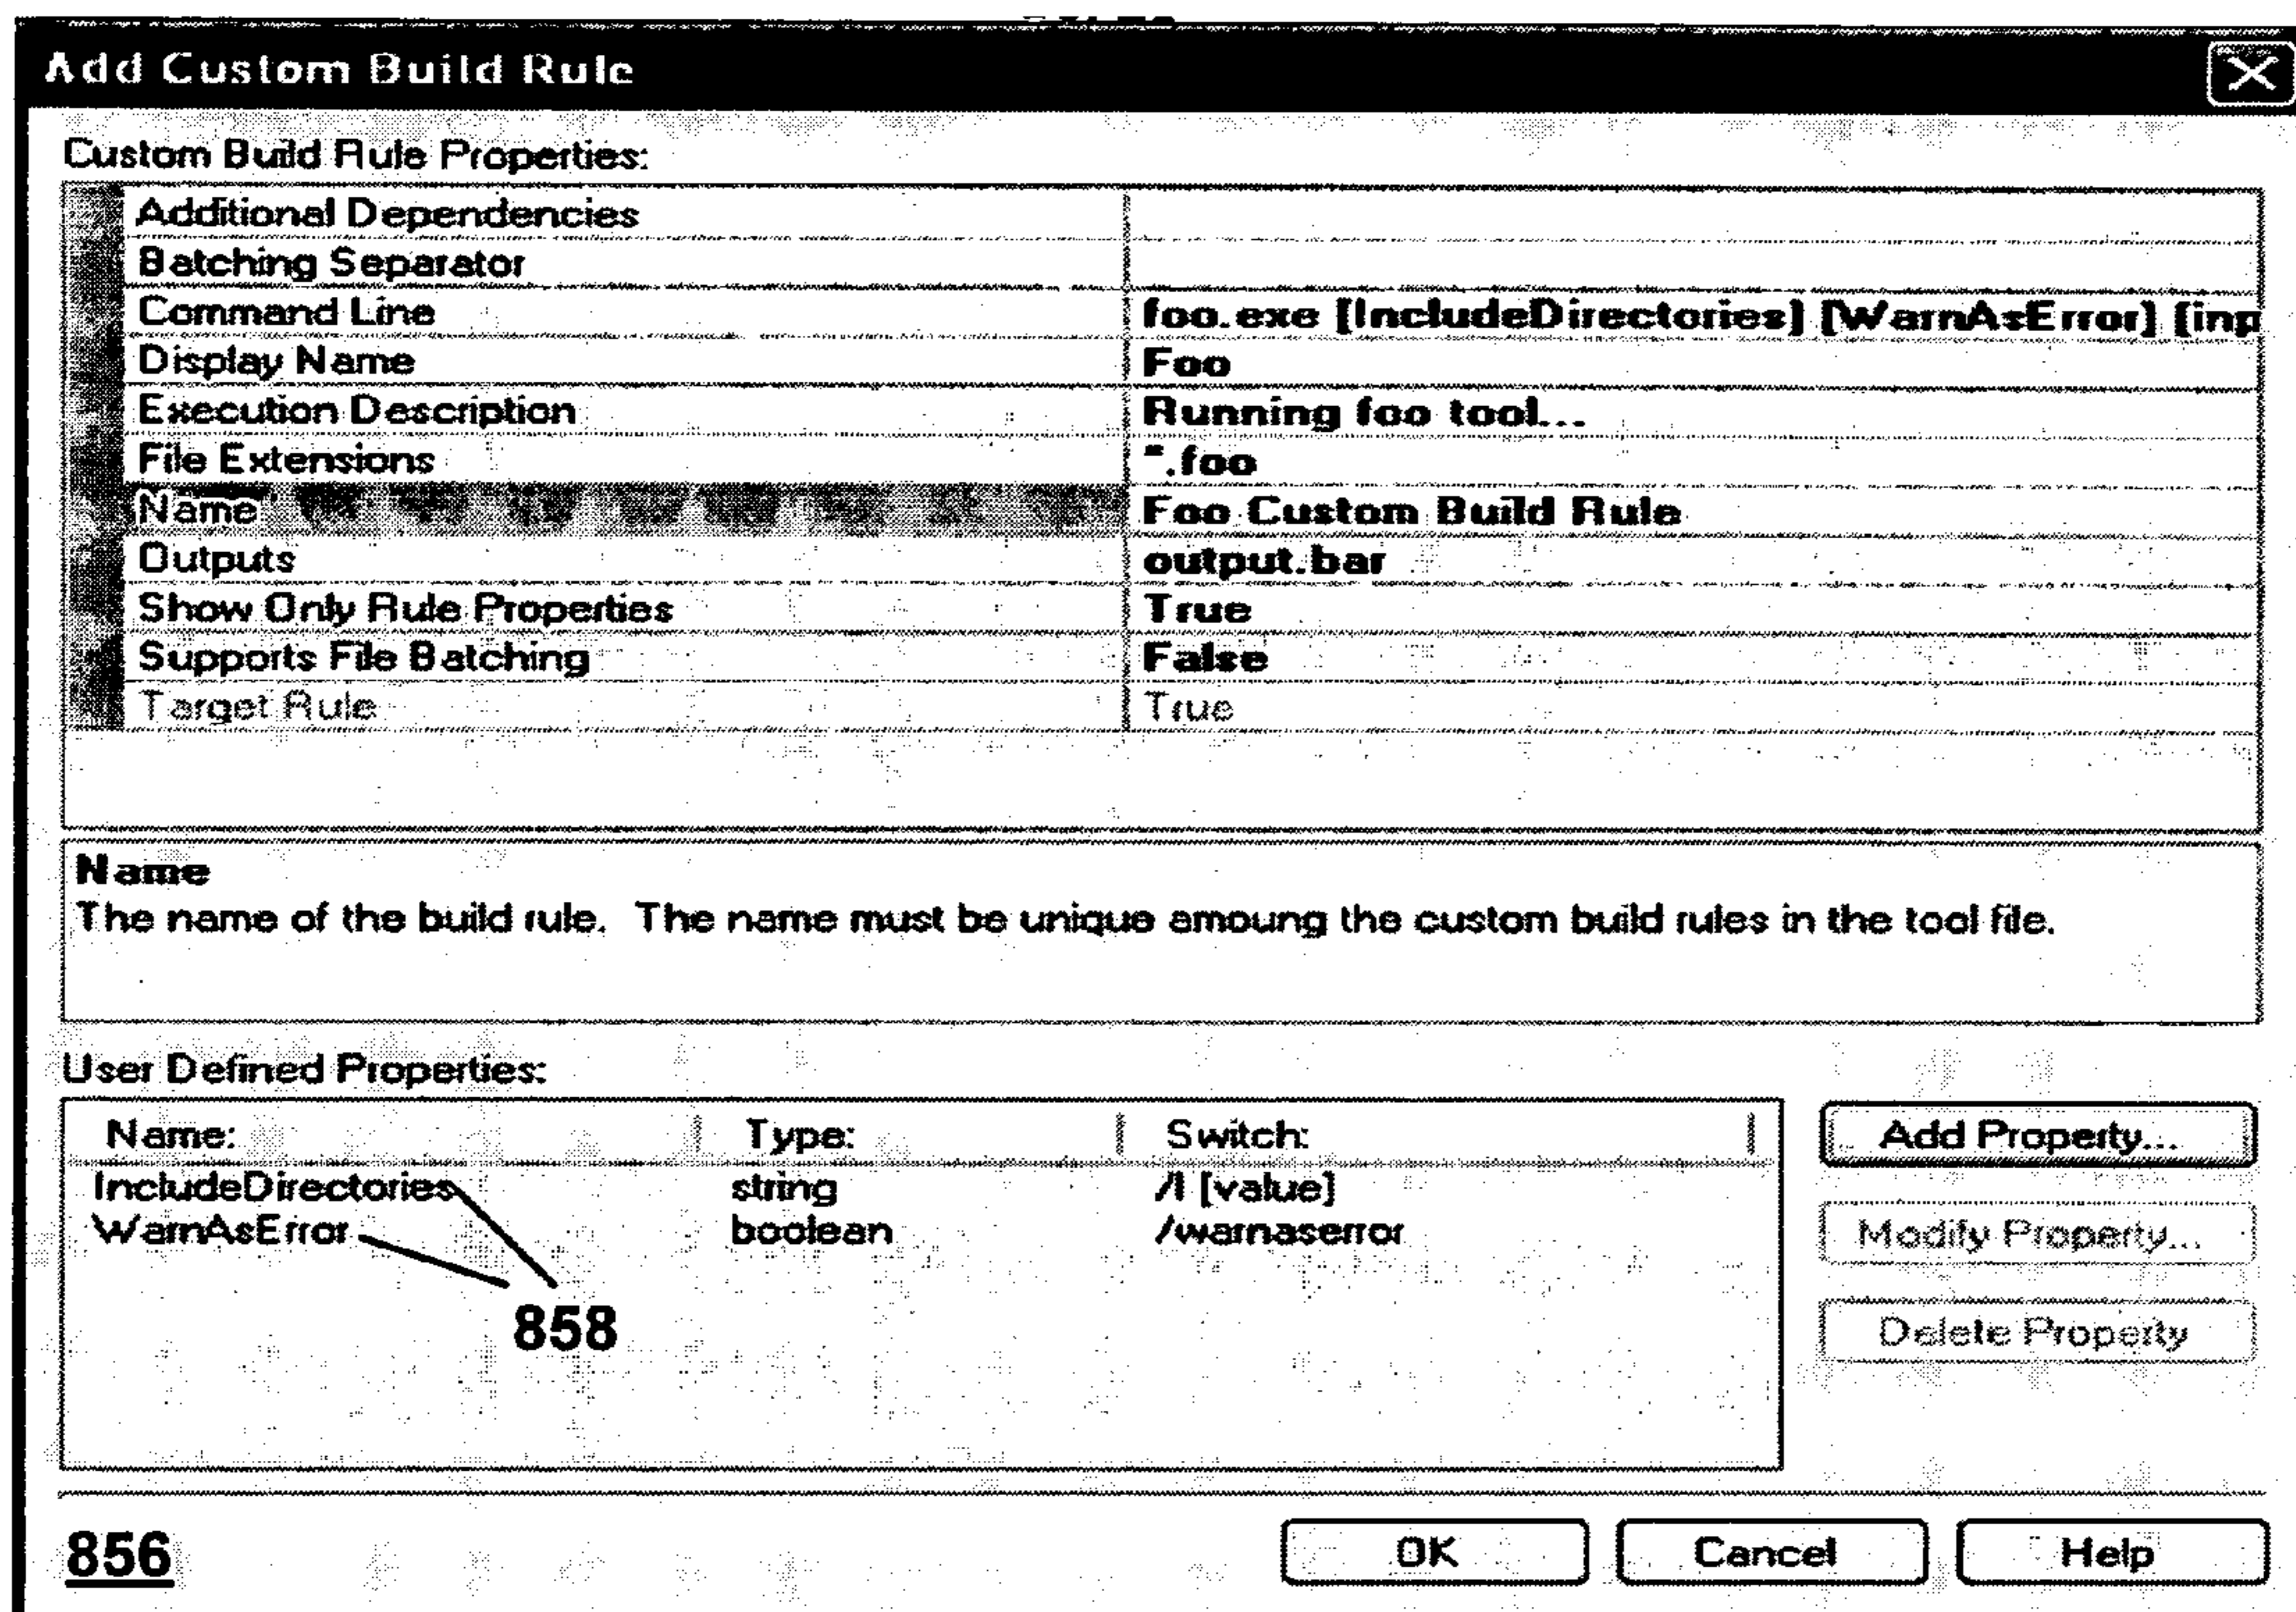 Add Custom Build Rule
Custom Build Rule Properties:
Additional Dependencies
Batching Separator
Command Line foo.exe [IncludeDirectories] [WarnAsError] [inp
Display Name Foo
Execution Description Running foo tool...
File Extensions *.foo
Name Foo Custom Build Rule
Outputs output.bar
Show Only Rule Properties True
Supports File Batching False
Target Rule True
Name
The name of the build rule. The name must be unique amoung the custom build rules in the tool file.
User Defined Properties:
Name: Type: Switch:
IncludeDirectories string /I [value]
WarnAsError boolean /warnaserror
858
Add Property...
Modify Property...
Delete Property
856
OK Cancel Help